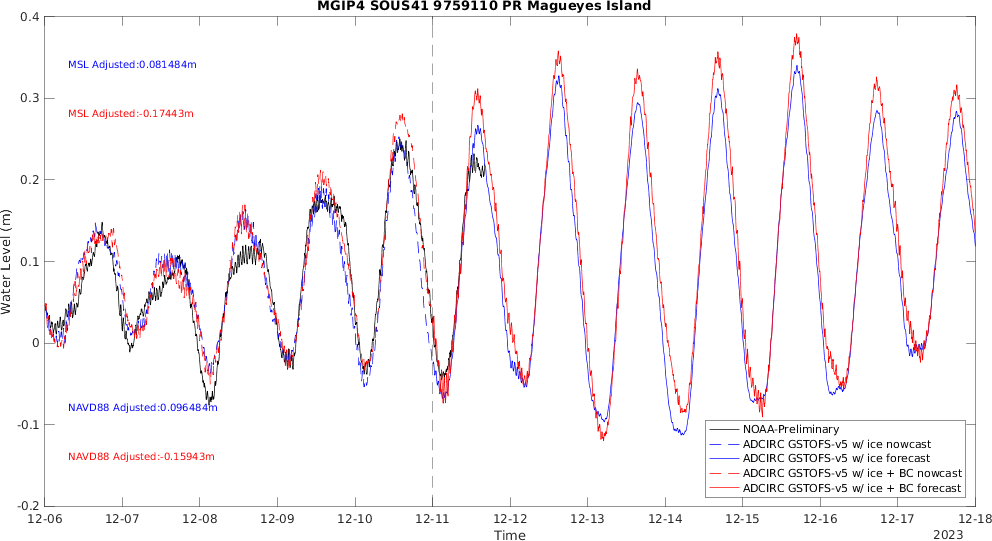 MGIP4 SOUS41 9759110 PR Magueyes Island
0.4
0.3
0.2
0.1
0
-0.1
-0.2
Water Level (m)
MSL Adjusted:0.081484m
MSL Adjusted:-0.17443m
NAVD88 Adjusted:0.096484m
NAVD88 Adjusted:-0.15943m
NOAA-Preliminary
ADCIRC GSTOFS-v5 w/ ice nowcast
ADCIRC GSTOFS-v5 w/ ice forecast
ADCIRC GSTOFS-v5 w/ ice + BC nowcast
ADCIRC GSTOFS-v5 w/ ice + BC forecast
12-06 12-07 12-08 12-09 12-10 12-11 12-12 12-13 12-14 12-15 12-16 12-17 12-18
Time
2023